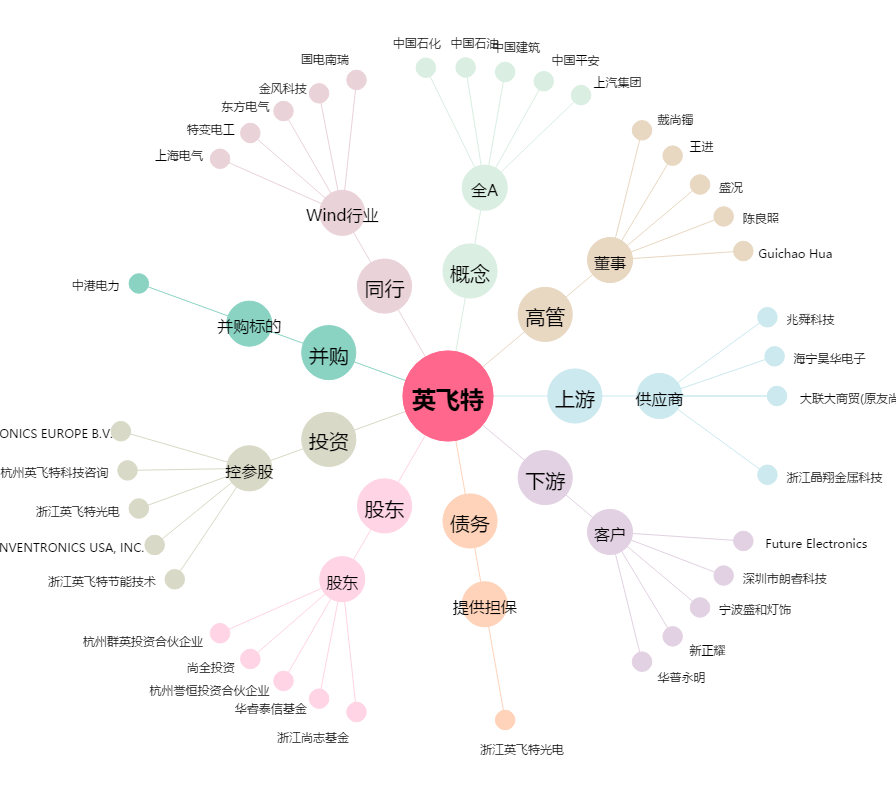 中国石化
中国石油
中国建筑
中国平安
上汽集团
国电南瑞
金风科技
东方电气
特变电工
上海电气
Wind行业
同行
全A
概念
戴尚镯
王进
盛况
陈良照
Guichao Hua
董事
高管
中港电力
并购标的
并购
英飞特
上游
供应商
兆舜科技
海宁昊华电子
大联大商贸(原友尚
浙江晶翔金属科技
ONICS EUROPE B.V.
杭州英飞特科技咨询
浙江英飞特光电
NVENTRONICS USA, INC.
浙江英飞特节能技术
控参股
投资
下游
客户
Future Electronics
深圳市朗睿科技
宁波盛和灯饰
新正耀
华普永明
股东
股东
杭州群英投资合伙企业
尚全投资
杭州誉恒投资合伙企业
华睿泰信基金
浙江尚志基金
债务
提供担保
浙江英飞特光电